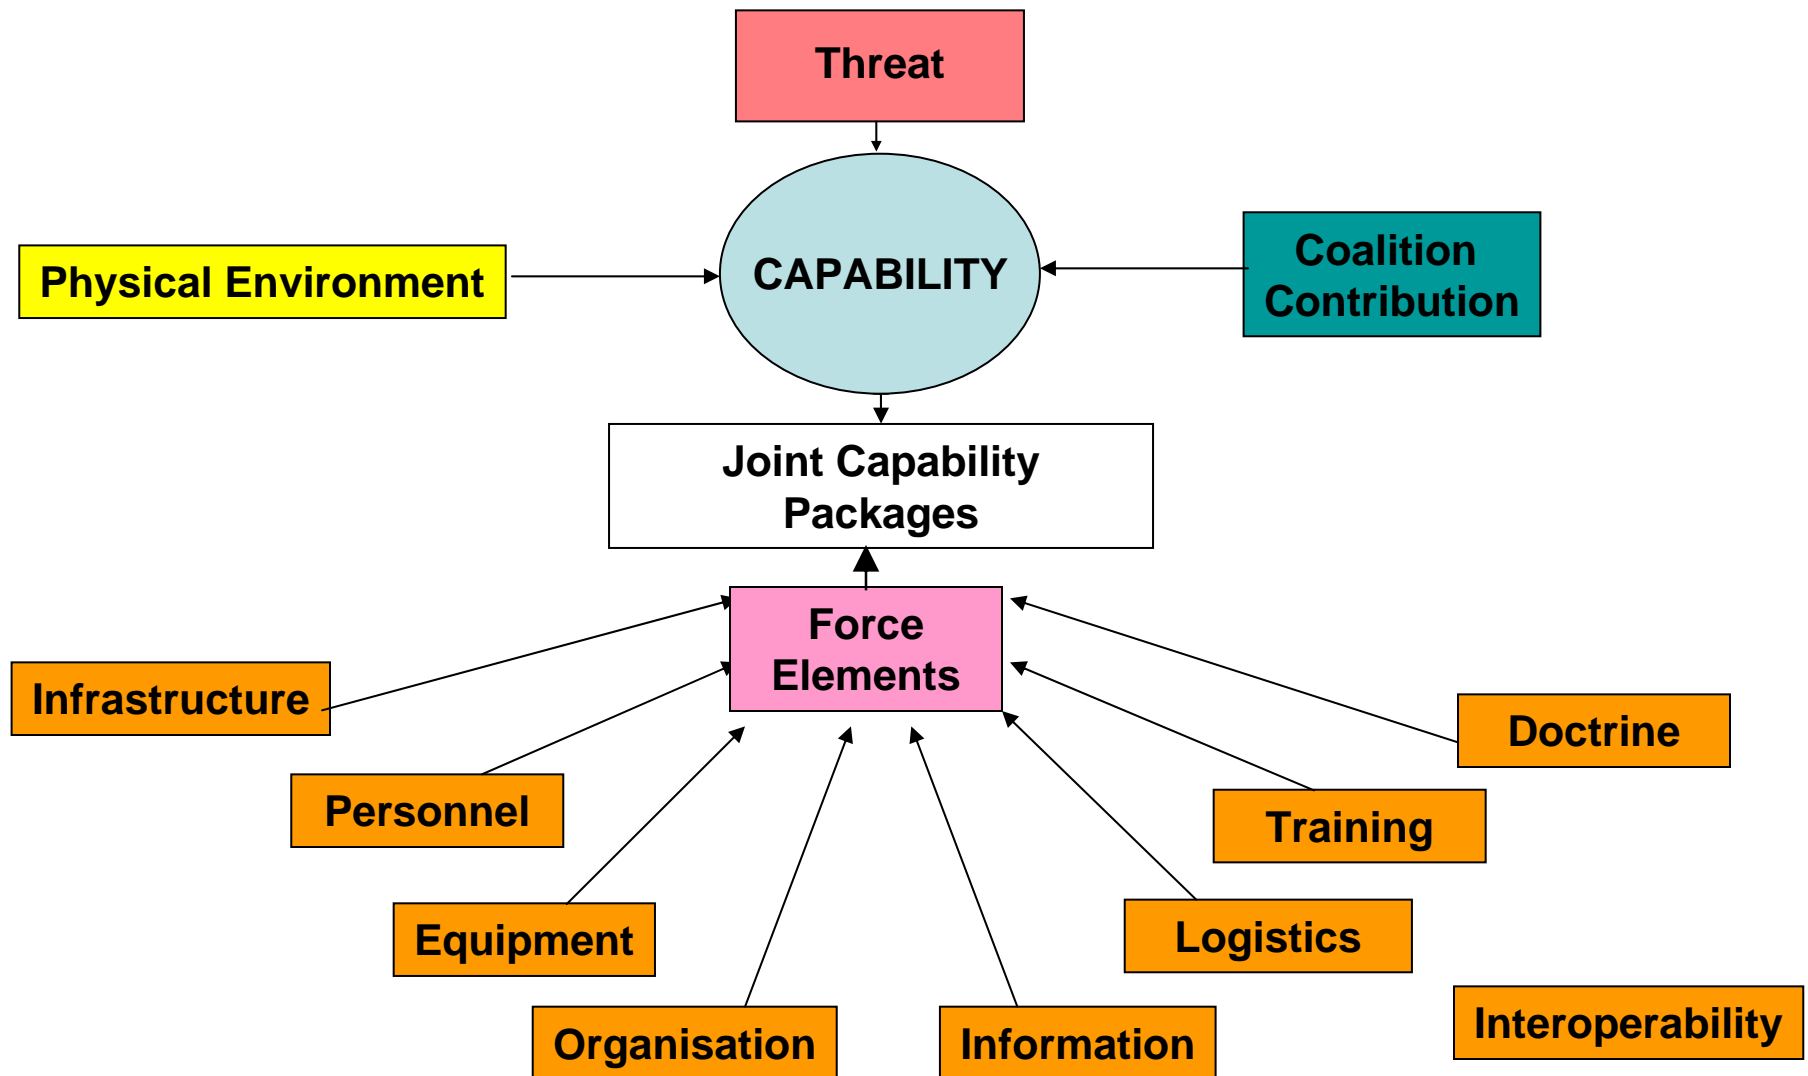 Threat
Physical Environment
CAPABILITY
Coalition
Contribution
Joint Capability
Packages
Force
Elements
Infrastructure
Doctrine
Personnel
Training
Equipment
Logistics
Organisation
Information
Interoperability